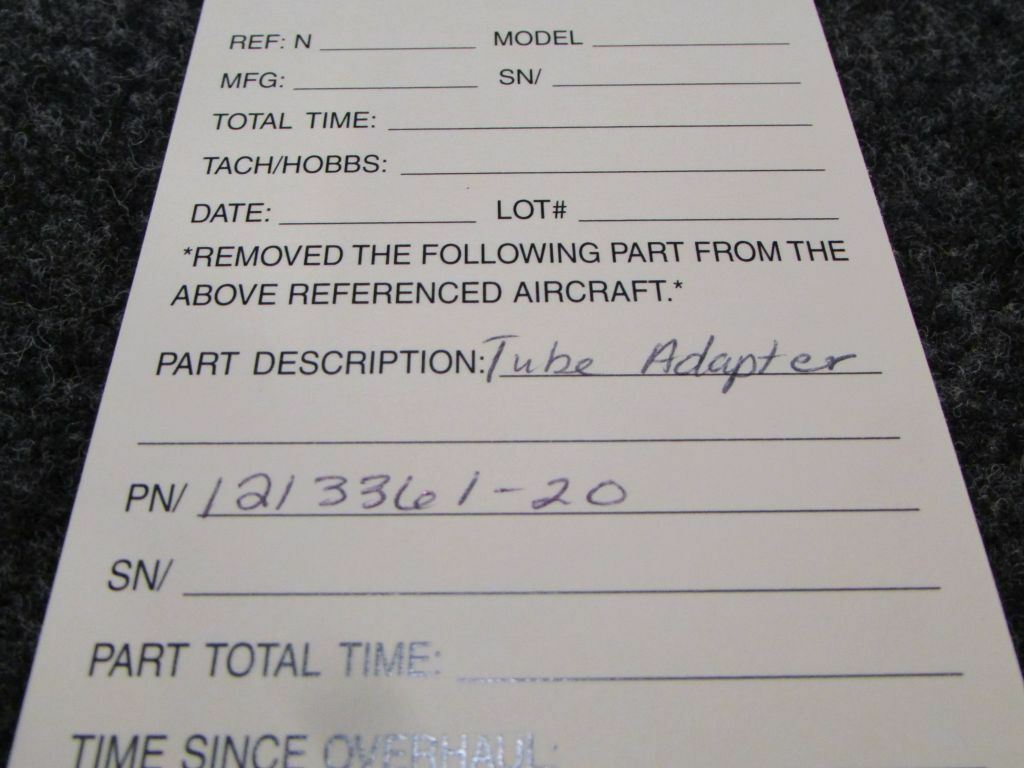 REF: N MODEL
MFG: SN/
TOTAL TIME:
TACH/HOBBS:
DATE: LOT#
*REMOVED THE FOLLOWING PART FROM THE
ABOVE REFERENCED AIRCRAFT.*
PART DESCRIPTION: Tube Adapter
PN/ 1213361-20
SN/
PART TOTAL TIME:
TIME SINCE OVERHAUL: